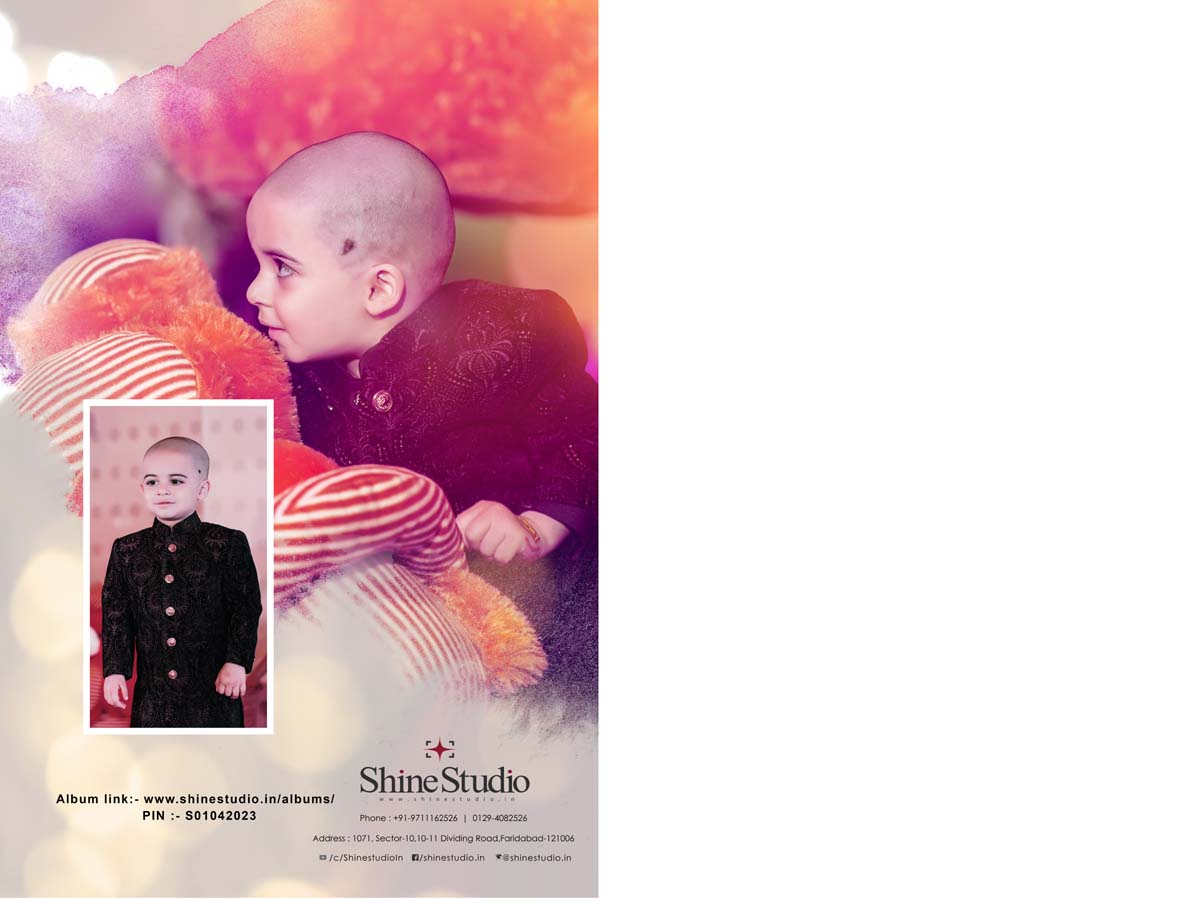 Album link:- www.shinestudio.in/albums/
PIN :- S01042023
Shine Studio
www.shinestudio.in
Phone : +91-9711162526 | 0129-4082526
Address : 1071, Sector-10,10-11 Dividing Road,Faridabad-121006
/c/ShinestudioIn /shinestudio.in @shinestudio.in